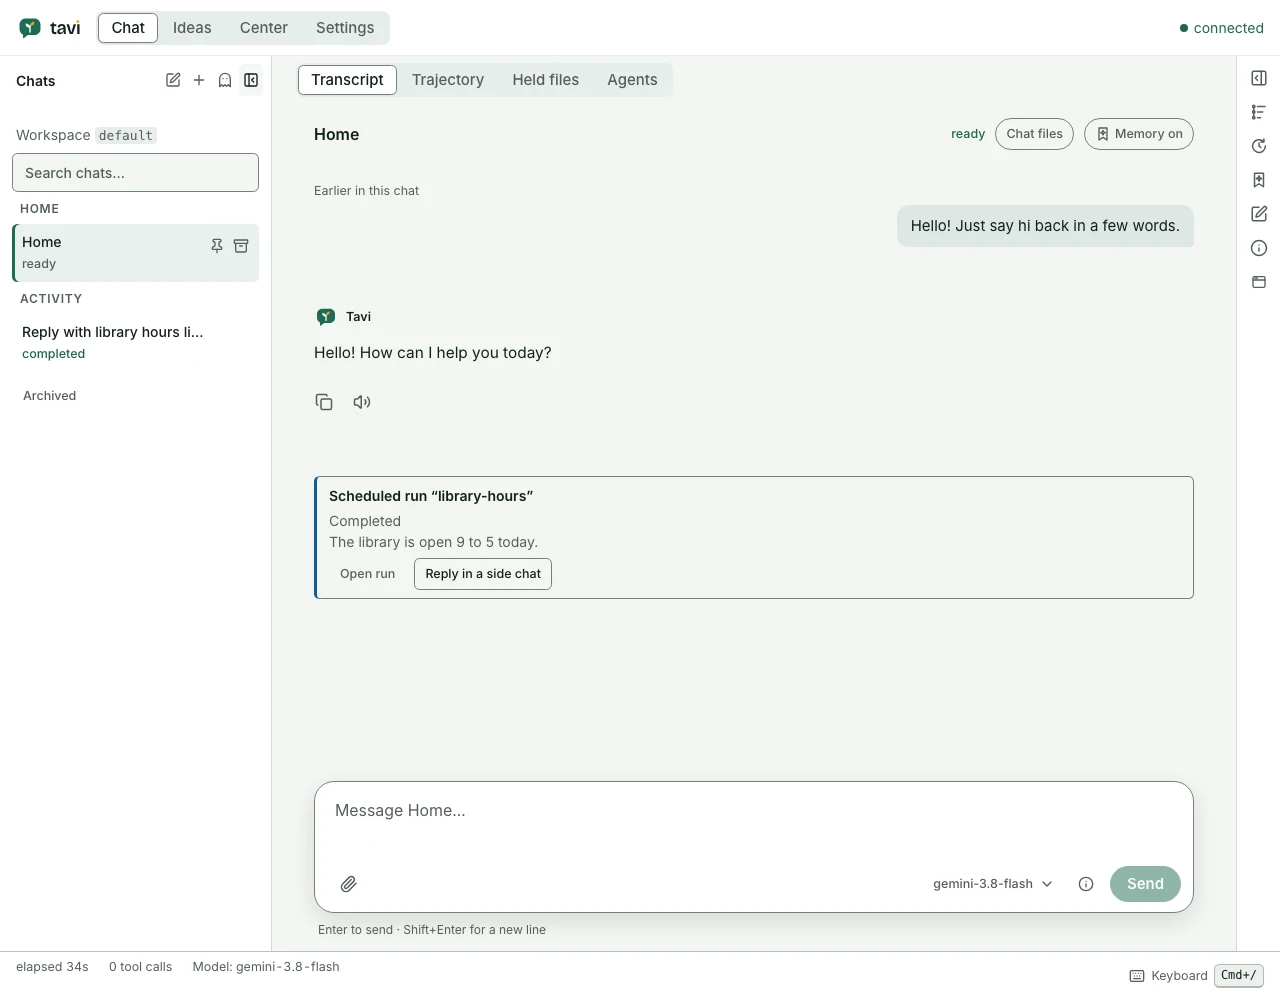 tavi
Chat Ideas Center Settings
connected
Chats
Workspace default
Search chats...
HOME
Home
ready
ACTIVITY
Reply with library hours li...
completed
Archived
Transcript Trajectory Held files Agents
Home
ready Chat files Memory on
Earlier in this chat
Hello! Just say hi back in a few words.
Tavi
Hello! How can I help you today?
Scheduled run “library-hours”
Completed
The library is open 9 to 5 today.
Open run Reply in a side chat
Message Home...
gemini-3.8-flash Send
Enter to send · Shift+Enter for a new line
elapsed 34s 0 tool calls Model: gemini-3.8-flash
Keyboard Cmd+/